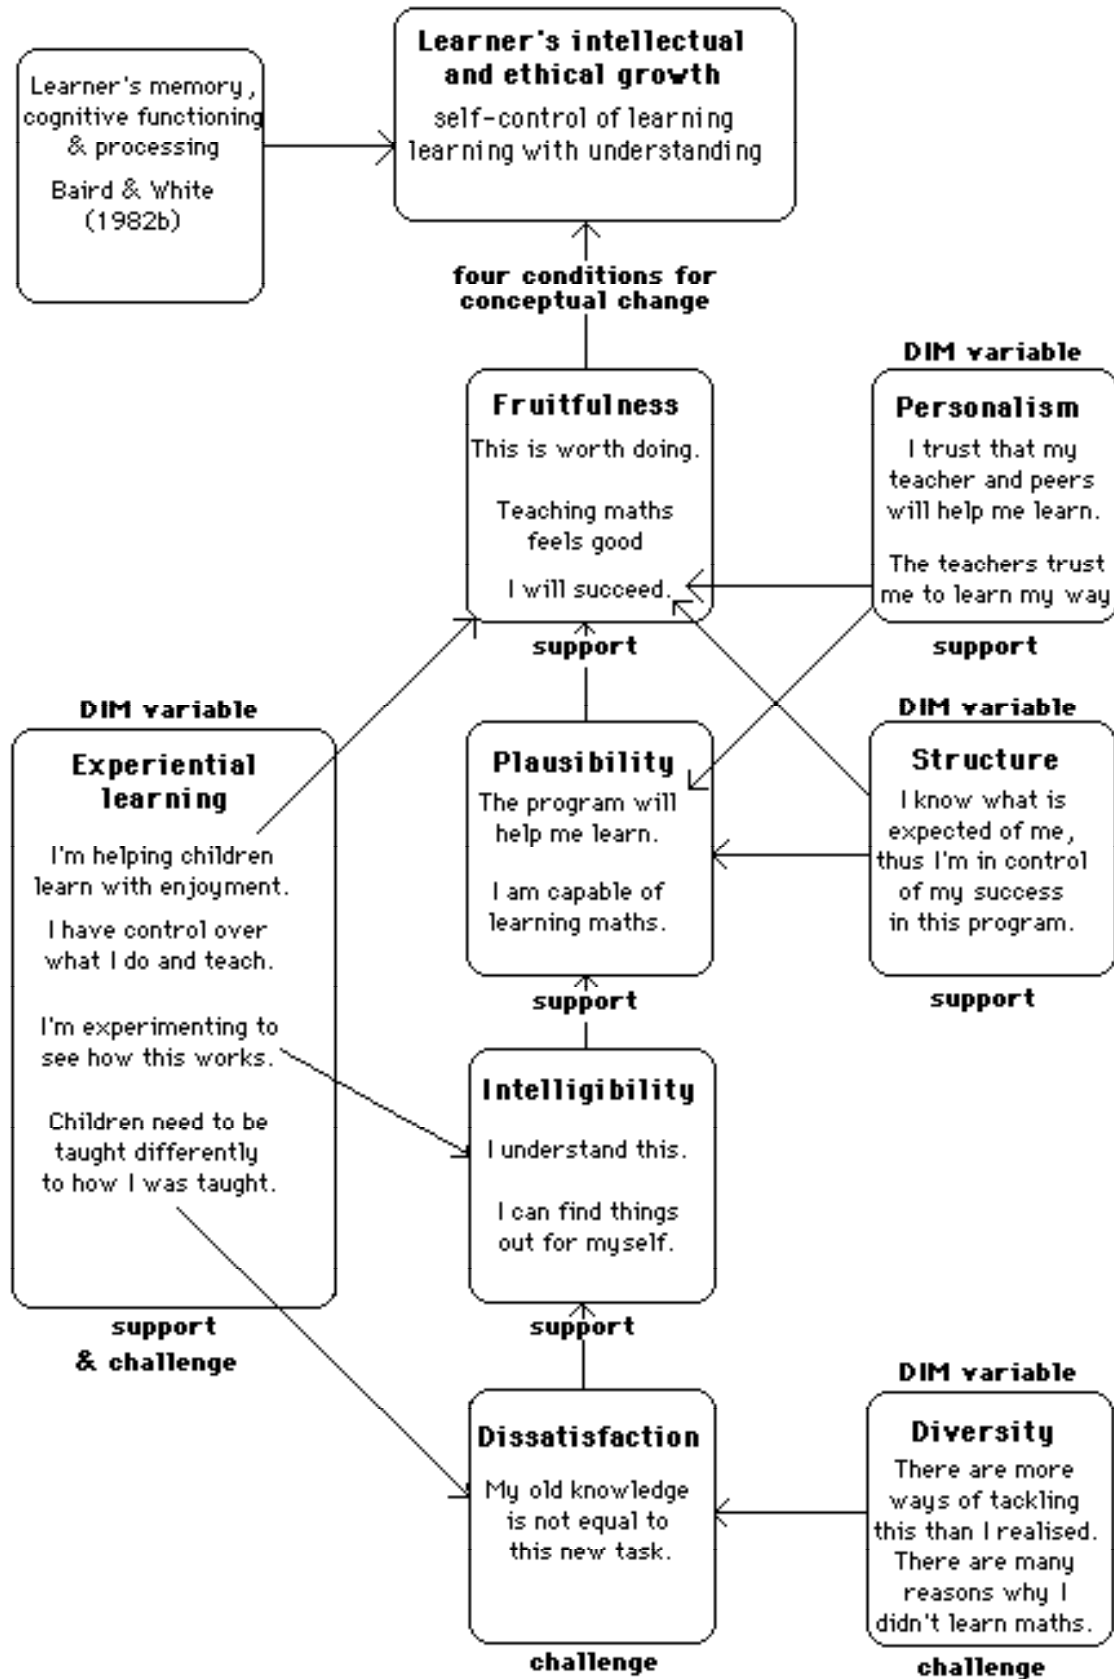 Learner's intellectual
and ethical growth
self-control of learning
learning with understanding
Learner's memory,
cognitive functioning
& processing
Baird & White
(1982b)
four conditions for
conceptual change
Fruitfulness
This is worth doing.
Teaching maths
feels good
I will succeed.
support
DIM variable
Personalism
I trust that my
teacher and peers
will help me learn.
The teachers trust
me to learn my way
support
DIM variable
Experiential
learning
I'm helping children
learn with enjoyment.
I have control over
what I do and teach.
I'm experimenting to
see how this works.
Children need to be
taught differently
to how I was taught.
support
& challenge
Plausibility
The program will
help me learn.
I am capable of
learning maths.
support
DIM variable
Structure
I know what is
expected of me,
thus I'm in control
of my success
in this program.
support
Intelligibility
I understand this.
I can find things
out for myself.
support
Dissatisfaction
My old knowledge
is not equal to
this new task.
challenge
DIM variable
Diversity
There are more
ways of tackling
this than I realised.
There are many
reasons why I
didn't learn maths.
challenge